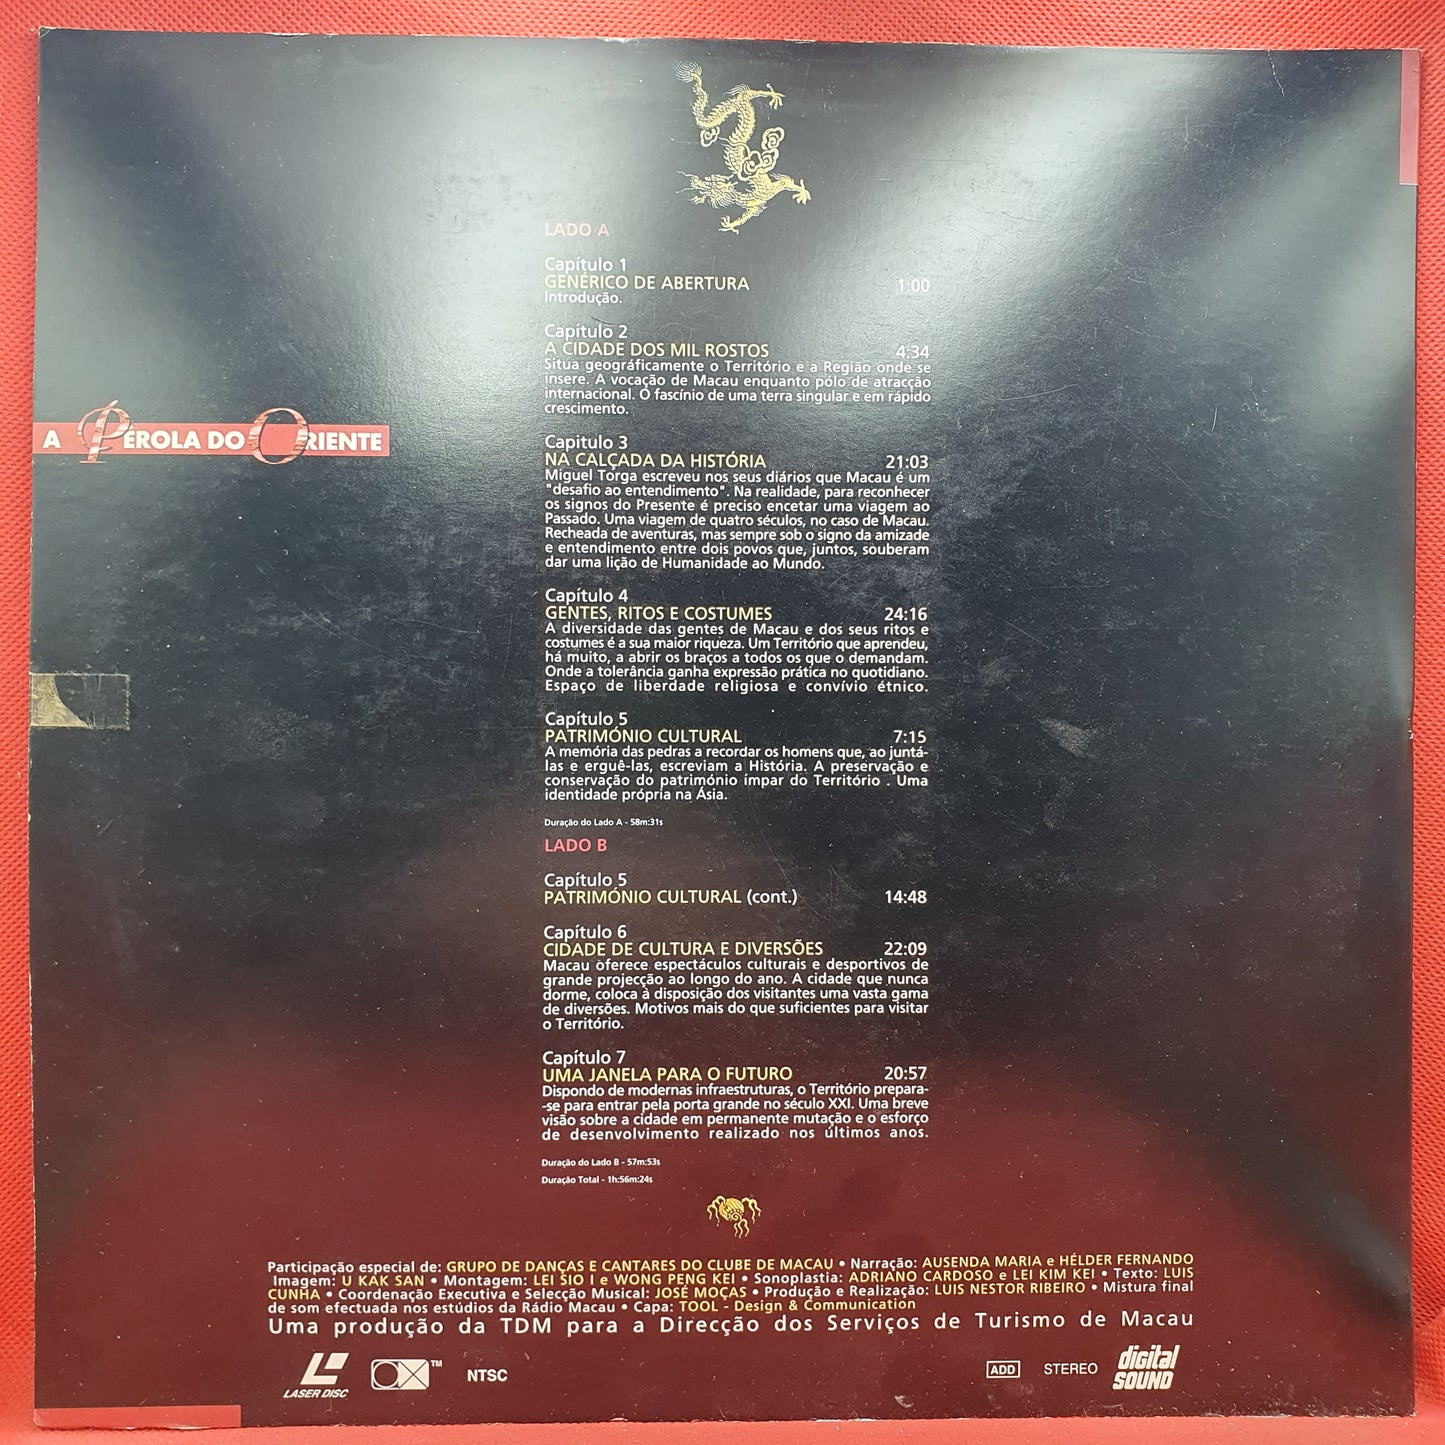 LADO A
Capítulo 1
GENÉRICO DE ABERTURA 1:00
Introdução.
Capítulo 2
A CIDADE DOS MIL ROSTOS 4:34
Situa geográficamente o Território e a Região onde se
insere. A vocação de Macau enquanto pólo de atracção
internacional. O fascínio de uma terra singular e em rápido
crescimento.
A PÉROLA DO ORIENTE
Capitulo 3
NA CALÇADA DA HISTÓRIA 21:03
Miguel Torga escreveu nos seus diários que Macau é um
"desafio ao entendimento". Na realidade, para reconhecer
os signos do Presente é preciso encetar uma viagem ao
Passado. Uma viagem de quatro séculos, no caso de Macau.
Recheada de aventuras, mas sempre sob o signo da amizade
e entendimento entre dois povos que, juntos, souberam
dar uma lição de Humanidade ao Mundo.
Capítulo 4
GENTES, RITOS E COSTUMES 24:16
A diversidade das gentes de Macau e dos seus ritos e
costumes é a sua maior riqueza. Um Território que aprendeu,
há muito, a abrir os braços a todos os que o demandam.
Onde a tolerância ganha expressão prática no quotidiano.
Espaço de liberdade religiosa e convívio étnico.
Capítulo 5
PATRIMÓNIO CULTURAL 7:15
A memória das pedras a recordar os homens que, ao juntá-
las e erguê-las, escreviam a História. A preservação e
conservação do património ímpar do Território . Uma
identidade própria na Ásia.
Duração do Lado A - 58m:31s
LADO B
Capítulo 5
PATRIMÓNIO CULTURAL (cont.) 14:48
Capítulo 6
CIDADE DE CULTURA E DIVERSÕES 22:09
Macau oferece espectáculos culturais e desportivos de
grande projecção ao longo do ano. A cidade que nunca
dorme, coloca à disposição dos visitantes uma vasta gama
de diversões. Motivos mais do que suficientes para visitar
o Território.
Capítulo 7
UMA JANELA PARA O FUTURO 20:57
Dispondo de modernas infraestruturas, o Território prepara-
-se para entrar pela porta grande no século XXI. Uma breve
visão sobre a cidade em permanente mutação e o esforço
de desenvolvimento realizado nos últimos anos.
Duração do Lado B - 57m:53s
Duração Total - 1h:56m:24s
Participação especial de: GRUPO DE DANÇAS E CANTARES DO CLUBE DE MACAU • Narração: AUSENDA MARIA e HÉLDER FERNANDO
Imagem: U KAK SAN • Montagem: LEI SIO I e WONG PENG KEI • Sonoplastia: ADRIANO CARDOSO e LEI KIM KEI • Texto: LUIS
CUNHA • Coordenação Executiva e Selecção Musical: JOSÉ MOÇAS • Produção e Realização: LUIS NESTOR RIBEIRO • Mistura final
de som efectuada nos estúdios da Rádio Macau • Capa: TOOL - Design & Communication
Uma produção da TDM para a Direcção dos Serviços de Turismo de Macau
LASER DISC TM NTSC ADD STEREO digital SOUND